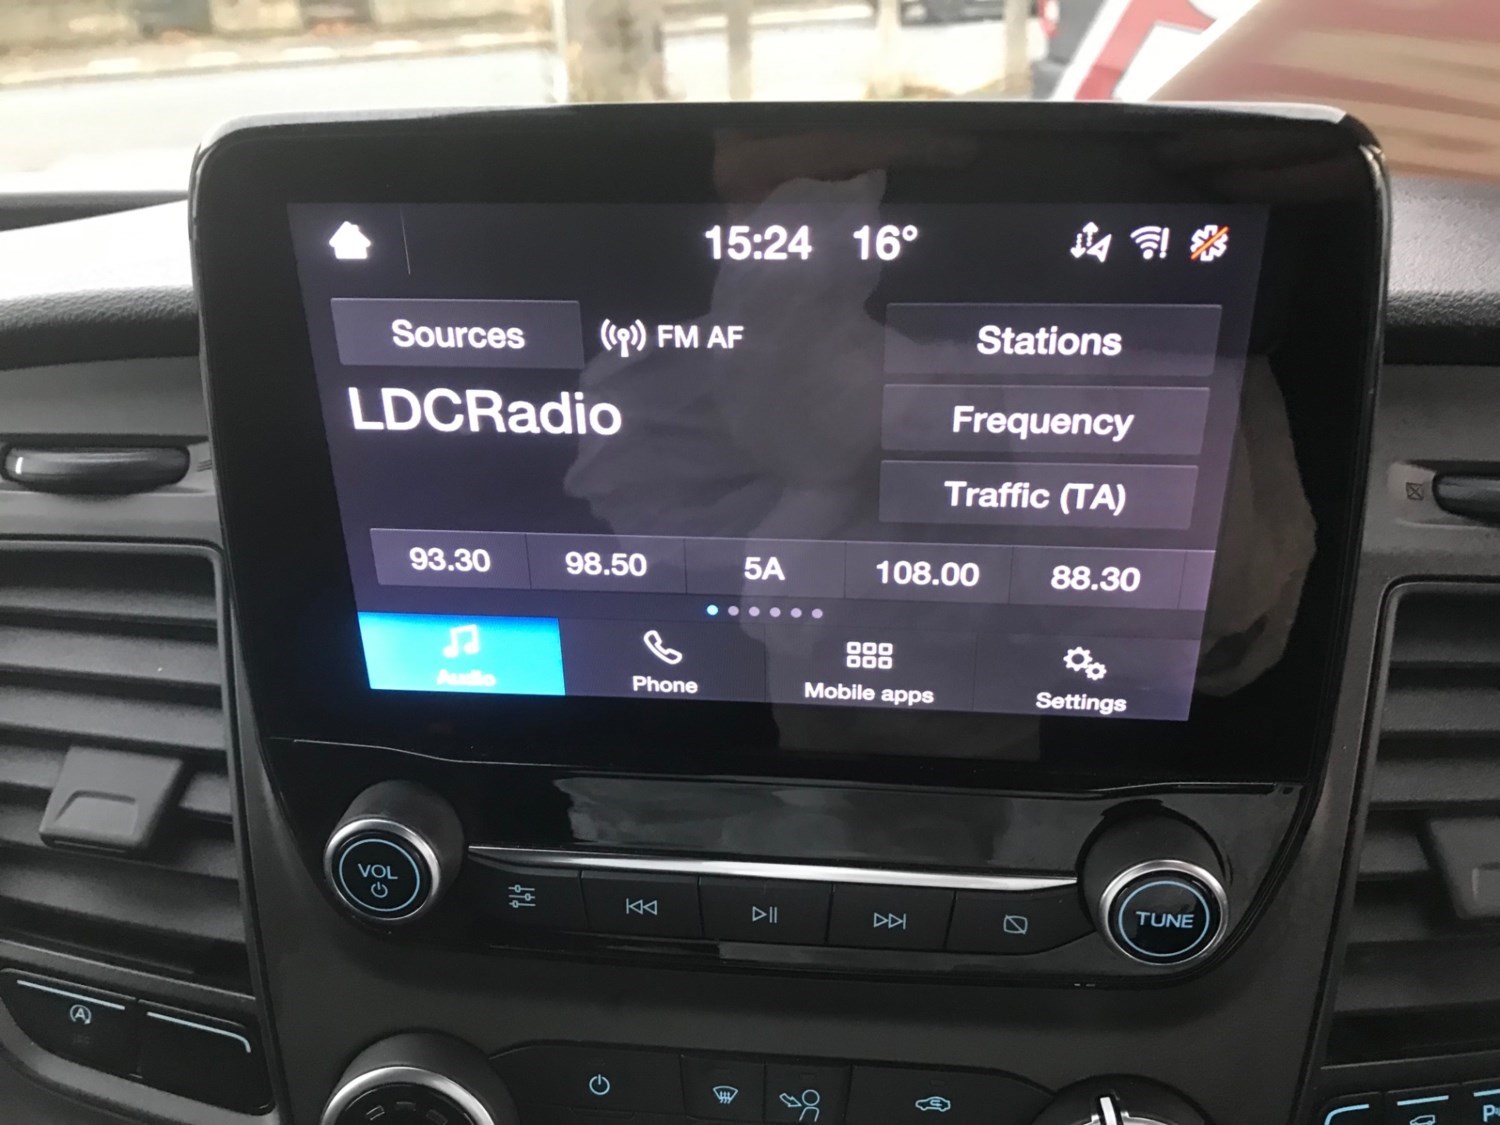 15:24 16°
Sources FM AF Stations
LDCRadio
Frequency
Traffic (TA)
93.30 98.50 5A 108.00 88.30
Audio Phone Mobile apps Settings
VOL
TUNE
A